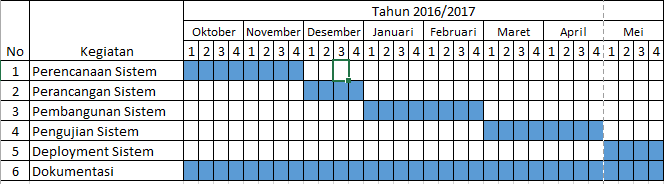 Tahun 2016/2017
No Kegiatan Oktober November Desember Januari Februari Maret April Mei
1 2 3 4 1 2 3 4 1 2 3 4 1 2 3 4 1 2 3 4 1 2 3 4 1 2 3 4 1 2 3 4
1 Perencanaan Sistem
2 Perancangan Sistem
3 Pembangunan Sistem
4 Pengujian Sistem
5 Deployment Sistem
6 Dokumentasi